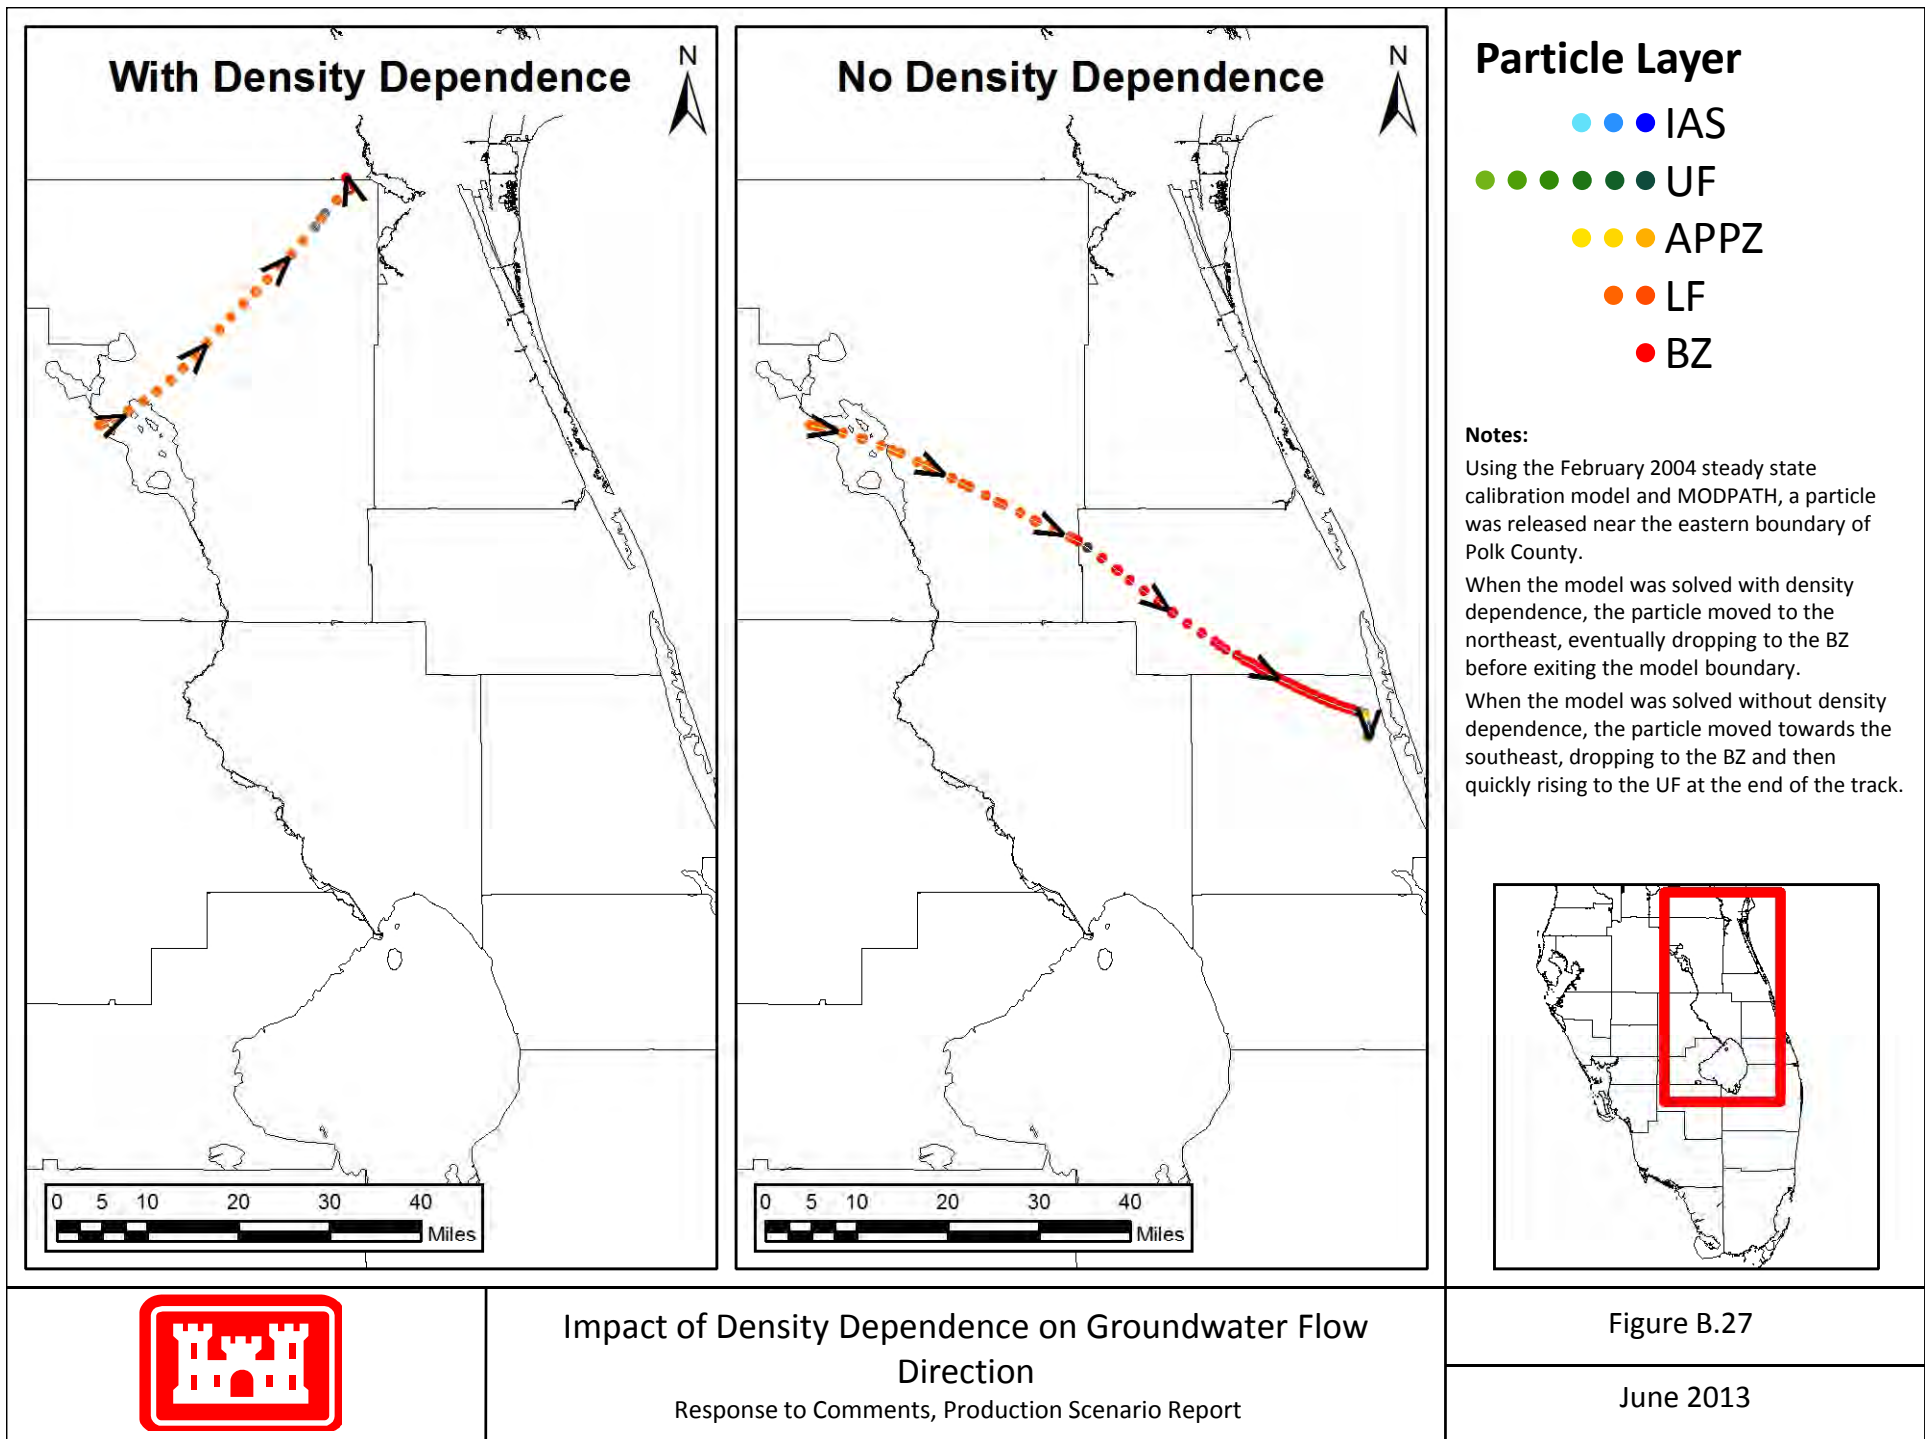 With Density Dependence
N
0 5 10 20 30 40
Miles
No Density Dependence
N
0 5 10 20 30 40
Miles
Particle Layer
IAS
UF
APPZ
LF
BZ
Notes:
Using the February 2004 steady state
calibration model and MODPATH, a particle
was released near the eastern boundary of
Polk County.
When the model was solved with density
dependence, the particle moved to the
northeast, eventually dropping to the BZ
before exiting the model boundary.
When the model was solved without density
dependence, the particle moved towards the
southeast, dropping to the BZ and then
quickly rising to the UF at the end of the track.
Impact of Density Dependence on Groundwater Flow
Direction
Response to Comments, Production Scenario Report
Figure B.27
June 2013